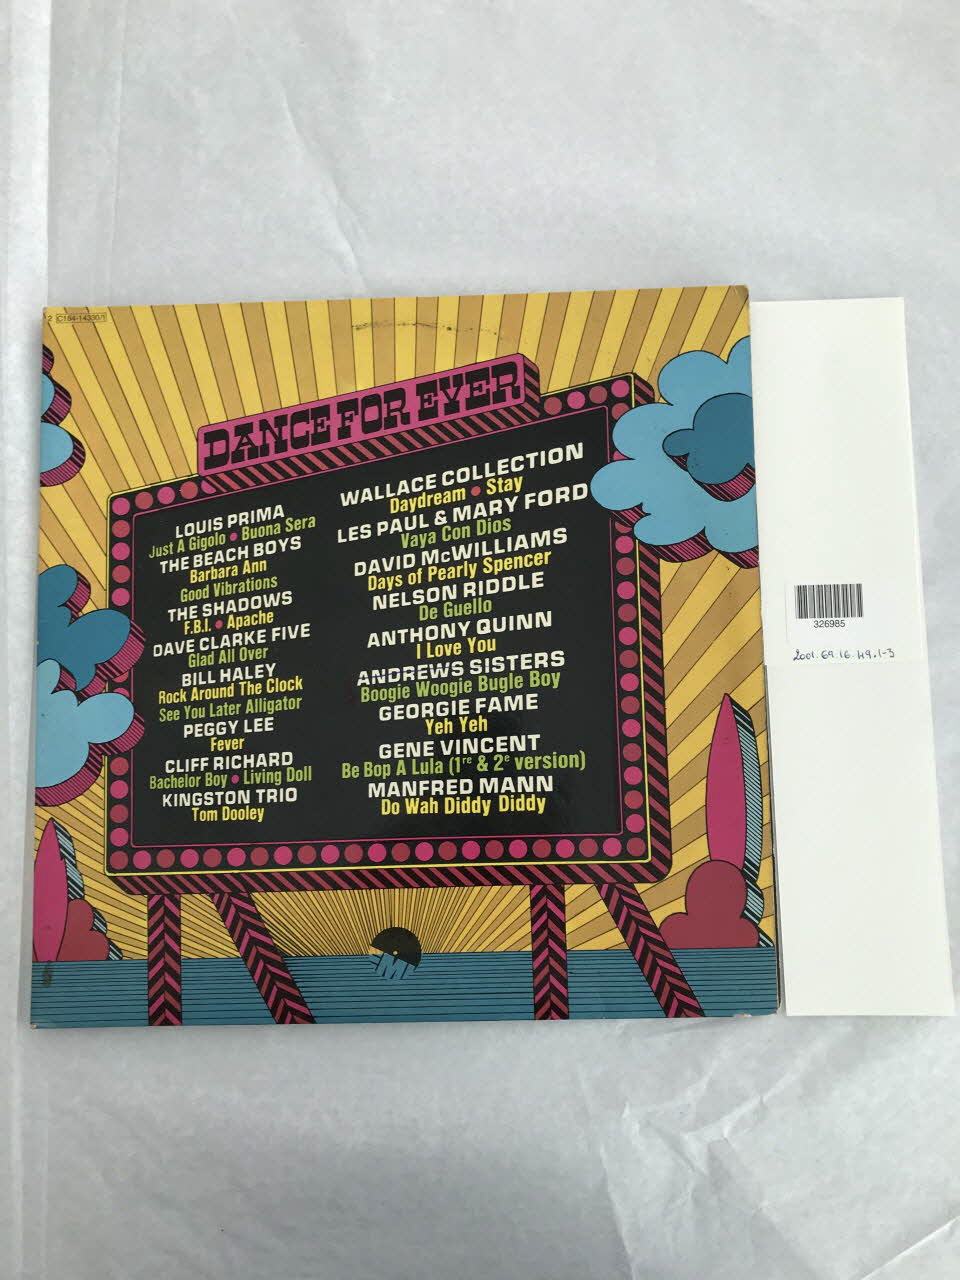 2 C184-14330/1
DANCE FOR EVER
LOUIS PRIMA
Just A Gigolo • Buona Sera
THE BEACH BOYS
Barbara Ann
Good Vibrations
THE SHADOWS
F.B.I. • Apache
DAVE CLARKE FIVE
Glad All Over
BILL HALEY
Rock Around The Clock
See You Later Alligator
PEGGY LEE
Fever
CLIFF RICHARD
Bachelor Boy • Living Doll
KINGSTON TRIO
Tom Dooley
WALLACE COLLECTION
Daydream • Stay
LES PAUL & MARY FORD
Vaya Con Dios
DAVID McWILLIAMS
Days of Pearly Spencer
NELSON RIDDLE
De Guello
ANTHONY QUINN
I Love You
ANDREWS SISTERS
Boogie Woogie Bugle Boy
GEORGIE FAME
Yeh Yeh
GENE VINCENT
Be Bop A Lula (1re & 2e version)
MANFRED MANN
Do Wah Diddy Diddy
EMI
326985
2001.69.16.49.1-3